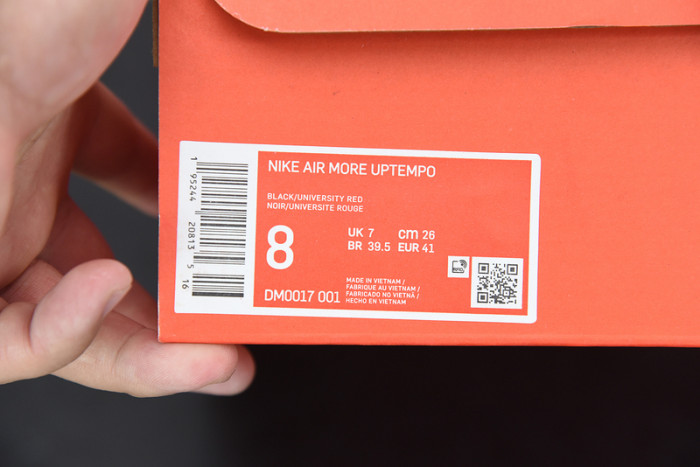 NIKE AIR MORE UPTEMPO
BLACK/UNIVERSITY RED
NOIR/UNIVERSITE ROUGE
8
UK 7 cm 26
BR 39.5 EUR 41
DM0017 001
MADE IN VIETNAM /
FABRIQUE AU VIETNAM /
FABRICADO NO VIETNÃ /
HECHO EN VIETNAM
1 95244 20813 5 16